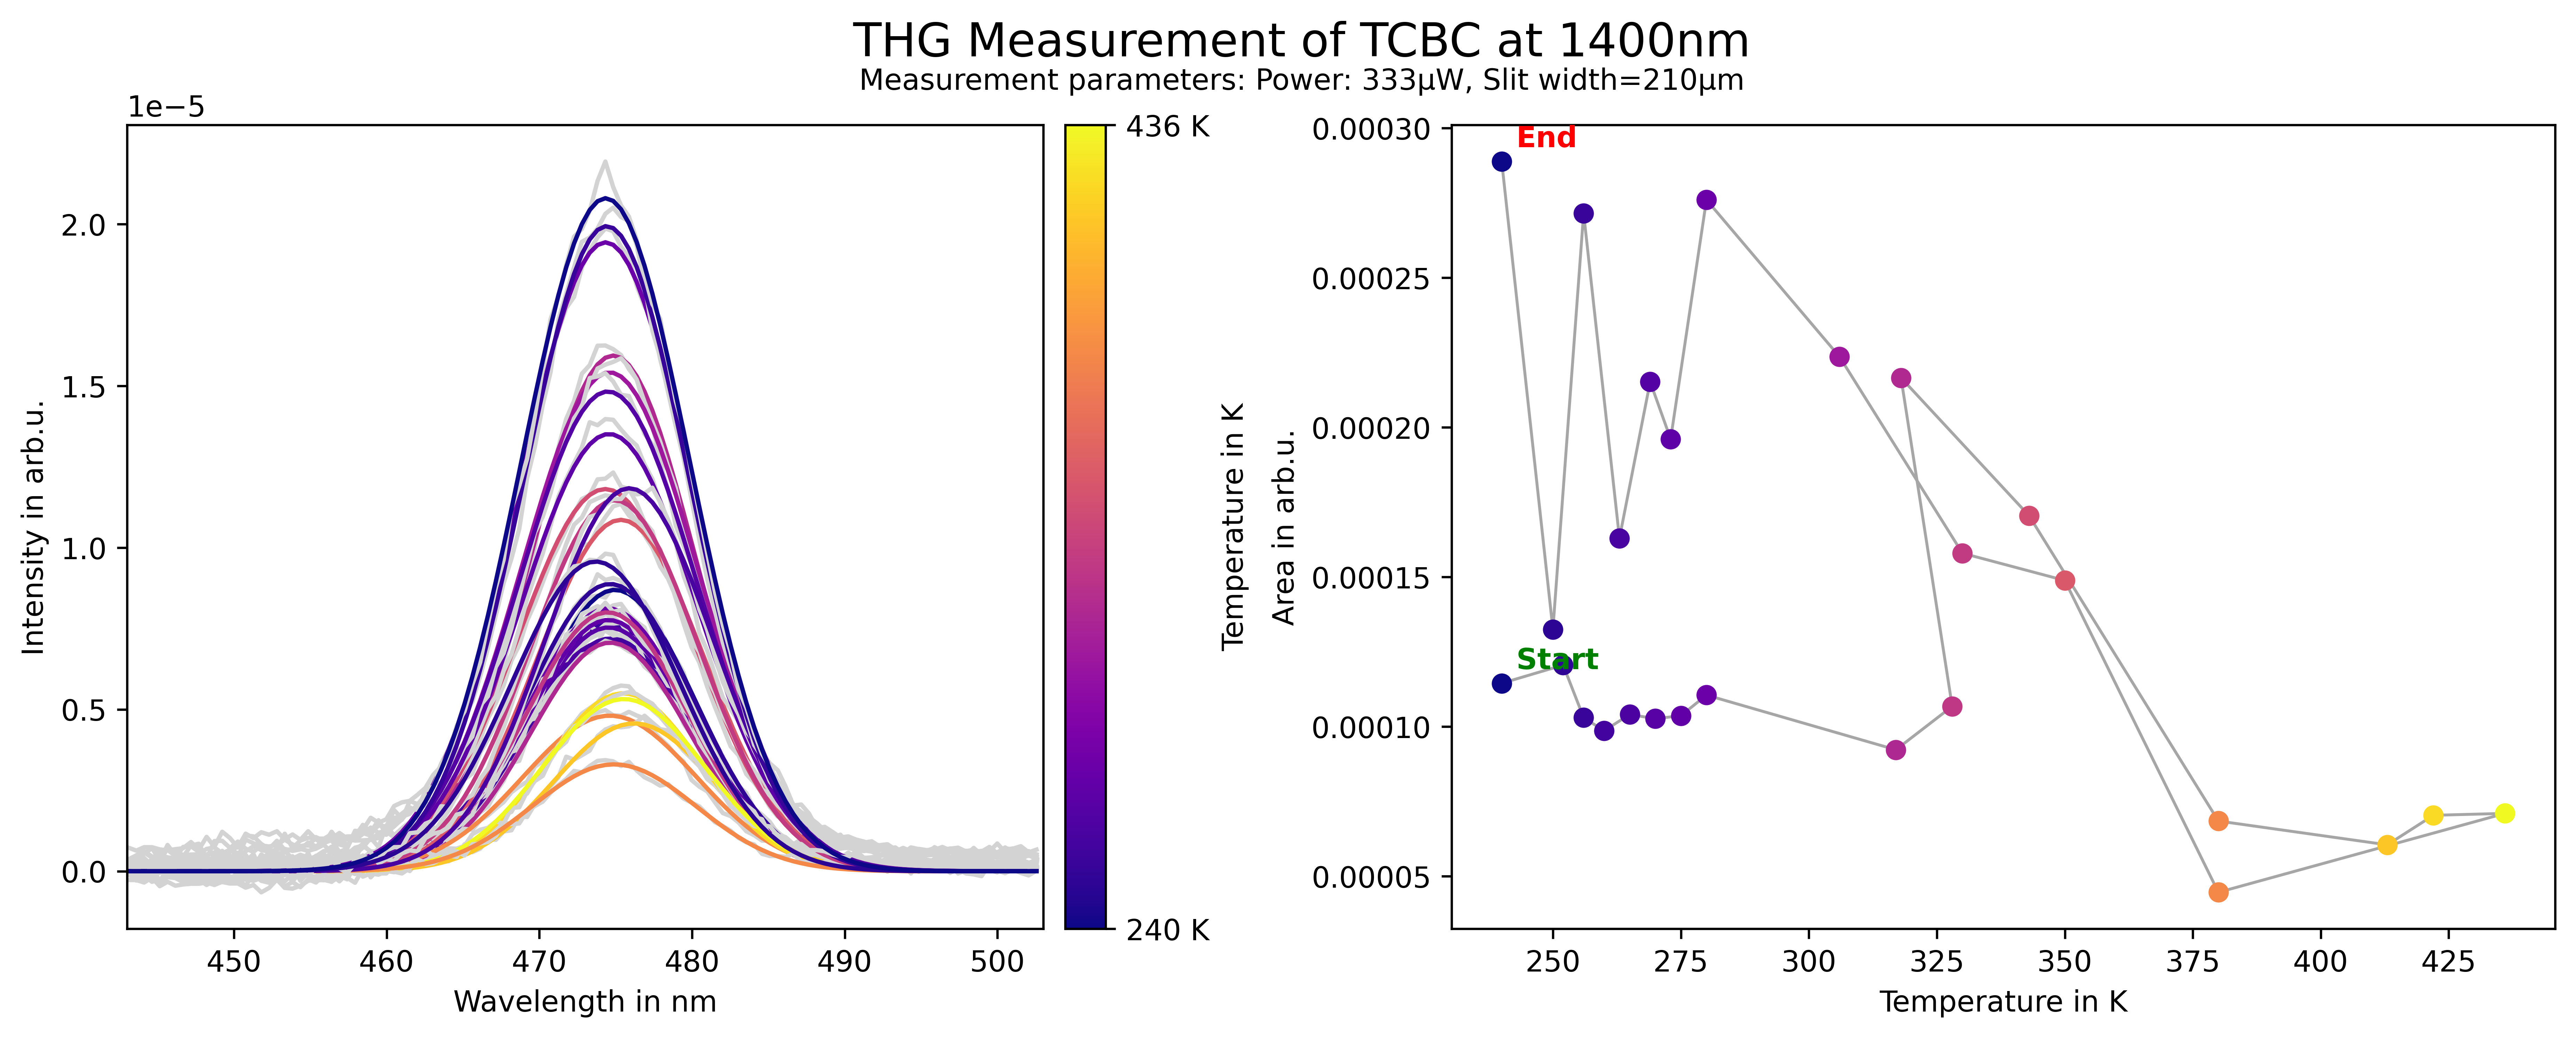 THG Measurement of TCBC at 1400nm
Measurement parameters: Power: 333µW, Slit width=210µm
1e−5
2.0
1.5
1.0
0.5
0.0
Intensity in arb.u.
450 460 470 480 490 500
Wavelength in nm
436 K
240 K
Temperature in K
0.00030
0.00025
0.00020
0.00015
0.00010
0.00005
Area in arb.u.
End
Start
250 275 300 325 350 375 400 425
Temperature in K